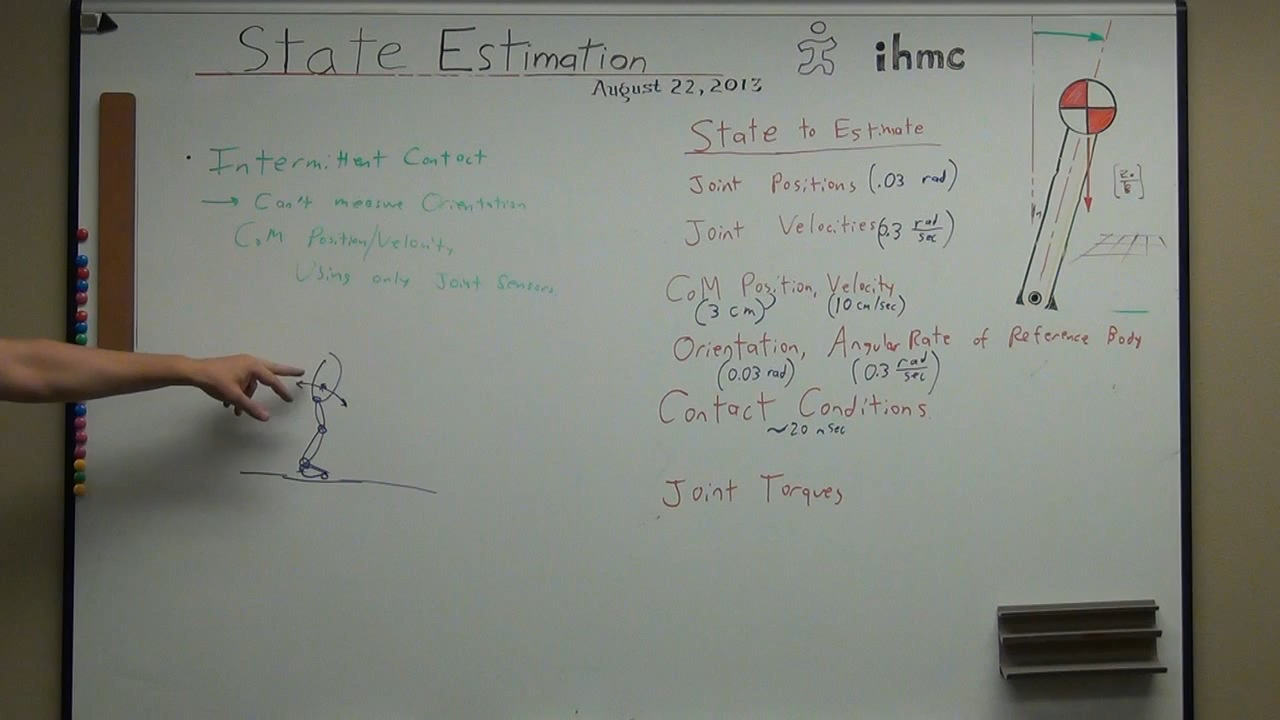 State Estimation
ihmc
August 22, 2013
• Intermittent Contact
→ Can't measure Orientation
CoM Position/Velocity
Using only Joint Sensors
State to Estimate
Joint Positions (.03 rad)
Joint Velocities (.3 rad/sec)
CoM Position, Velocity
(3 cm) (10 cm/sec)
Orientation, Angular Rate of Reference Body
(0.03 rad) (0.3 rad/sec)
Contact Conditions
~20 msec
Joint Torques